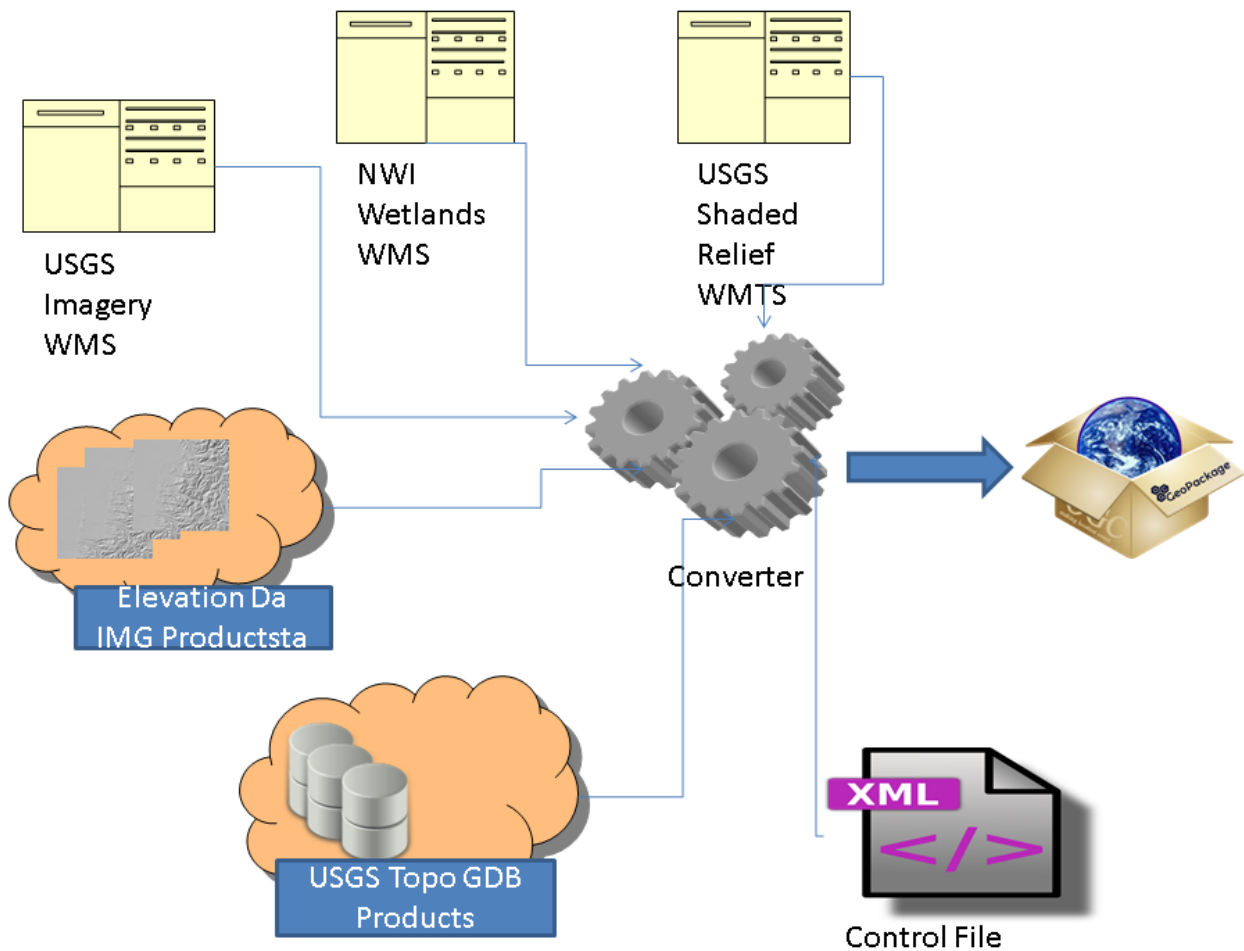 NWI
Wetlands
WMS
USGS
Shaded
Relief
WMTS
USGS
Imagery
WMS
GeoPackage
Converter
Elevation Da
IMG Productsta
XML
</>
USGS Topo GDB
Products
Control File